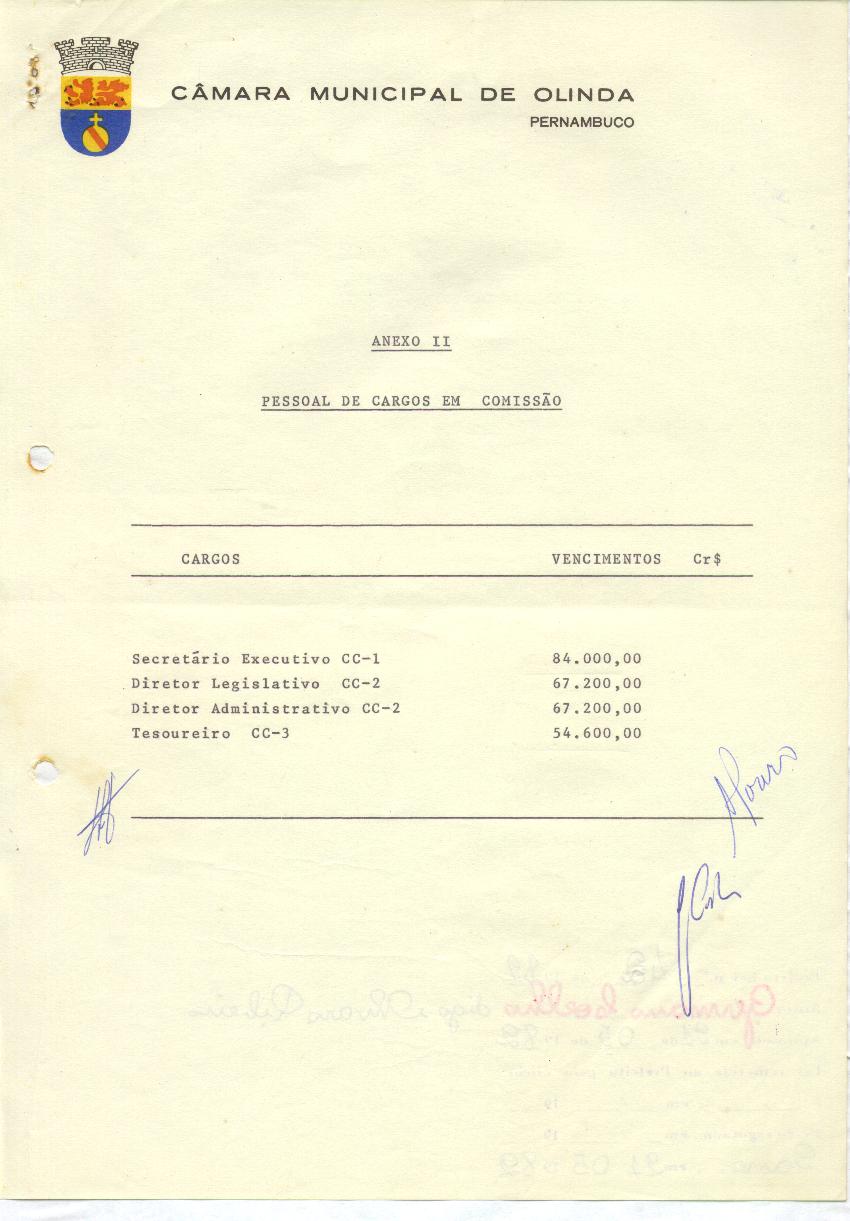 CÂMARA MUNICIPAL DE OLINDA
PERNAMBUCO
ANEXO II
PESSOAL DE CARGOS EM COMISSÃO
CARGOS VENCIMENTOS Cr$
Secretário Executivo CC-1 84.000,00
Diretor Legislativo CC-2 67.200,00
Diretor Administrativo CC-2 67.200,00
Tesoureiro CC-3 54.600,00